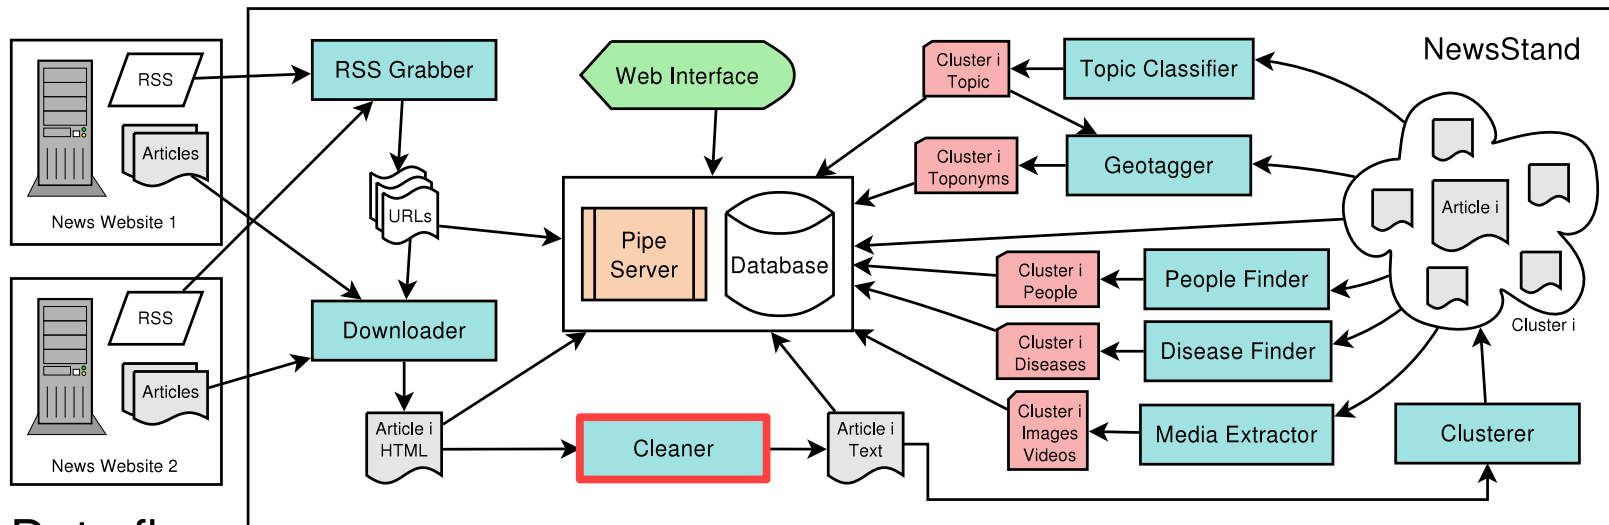 NewsStand
RSS
Articles
News Website 1
RSS
Articles
News Website 2
RSS Grabber
URLs
Downloader
Article i
HTML
Web Interface
Pipe
Server
Database
Cleaner
Article i
Text
Cluster i
Topic
Topic Classifier
Cluster i
Toponyms
Geotagger
Cluster i
People
People Finder
Cluster i
Diseases
Disease Finder
Cluster i
Images
Videos
Media Extractor
Article i
Cluster i
Clusterer